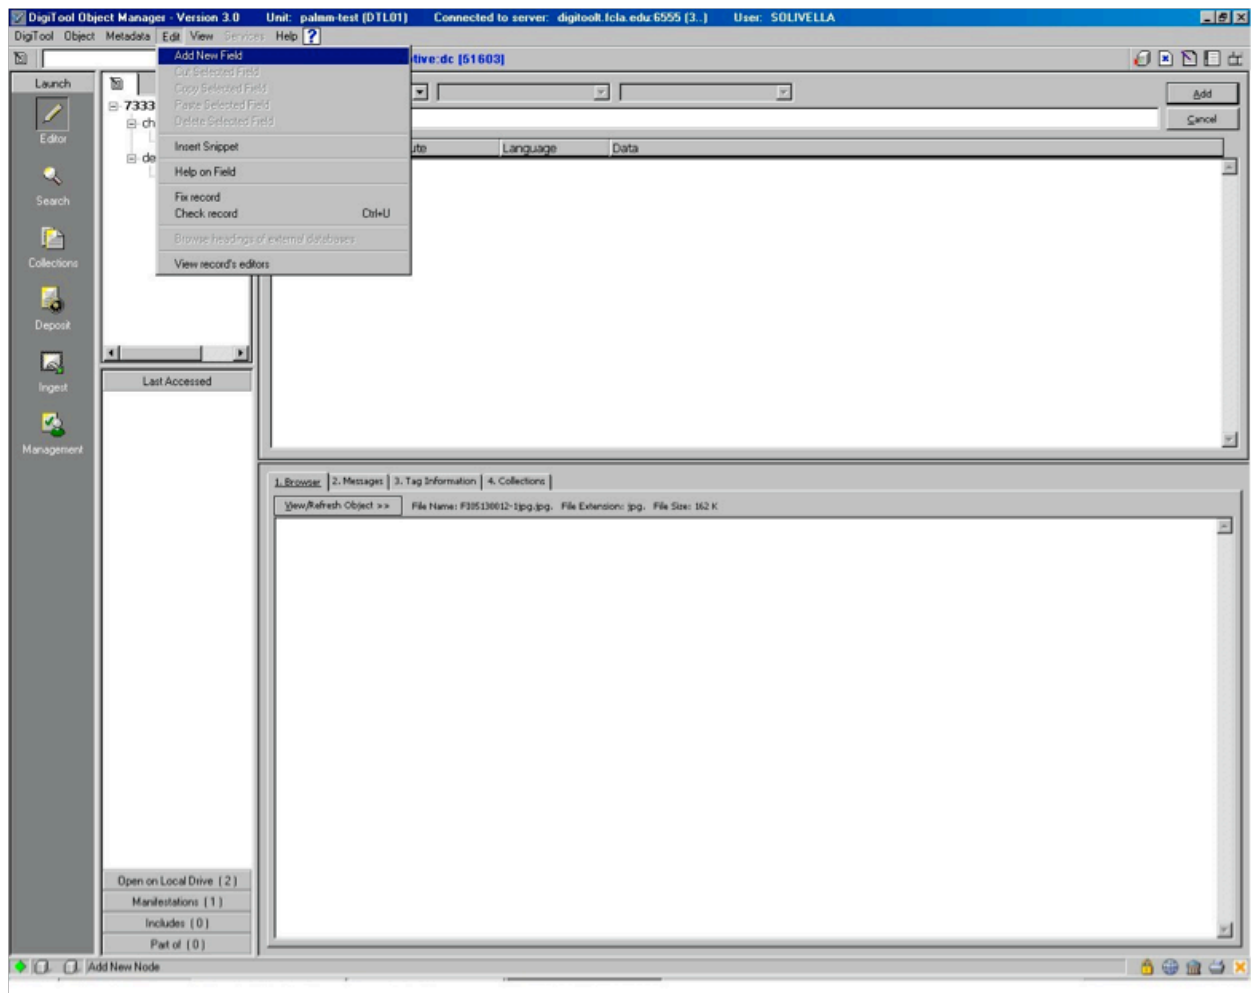 DigiTool Object Manager - Version 3.0 Unit: palmm-test (DTL01) Connected to server: digitoolt.fcla.edu:6555 (3..) User: SOLIVELLA
DigiTool Object Metadata Edit View Services Help ?
Add New Field
tive:dc [51603]
Cut Selected Field
Copy Selected Field
Paste Selected Field
Delete Selected Field
Insert Snippet
Help on Field
Fix record
Check record Ctrl+U
Browse headings of external databases
View record's editors
Launch
Editor
Search
Collections
Deposit
Ingest
Management
7333
ch
de
Add
Cancel
ute Language Data
Last Accessed
1. Browser 2. Messages 3. Tag Information 4. Collections
View/Refresh Object >> File Name: FI05130012-1jpg.jpg. File Extension: jpg. File Size: 162 K
Open on Local Drive (2)
Manifestations (1)
Includes (0)
Part of (0)
Add New Node